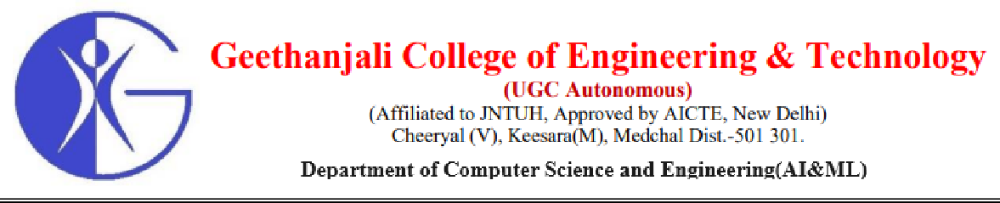 Geethanjali College of Engineering & Technology
(UGC Autonomous)
(Affiliated to JNTUH, Approved by AICTE, New Delhi)
Cheeryal (V), Keesara(M), Medchal Dist.-501 301.
Department of Computer Science and Engineering(AI&ML)